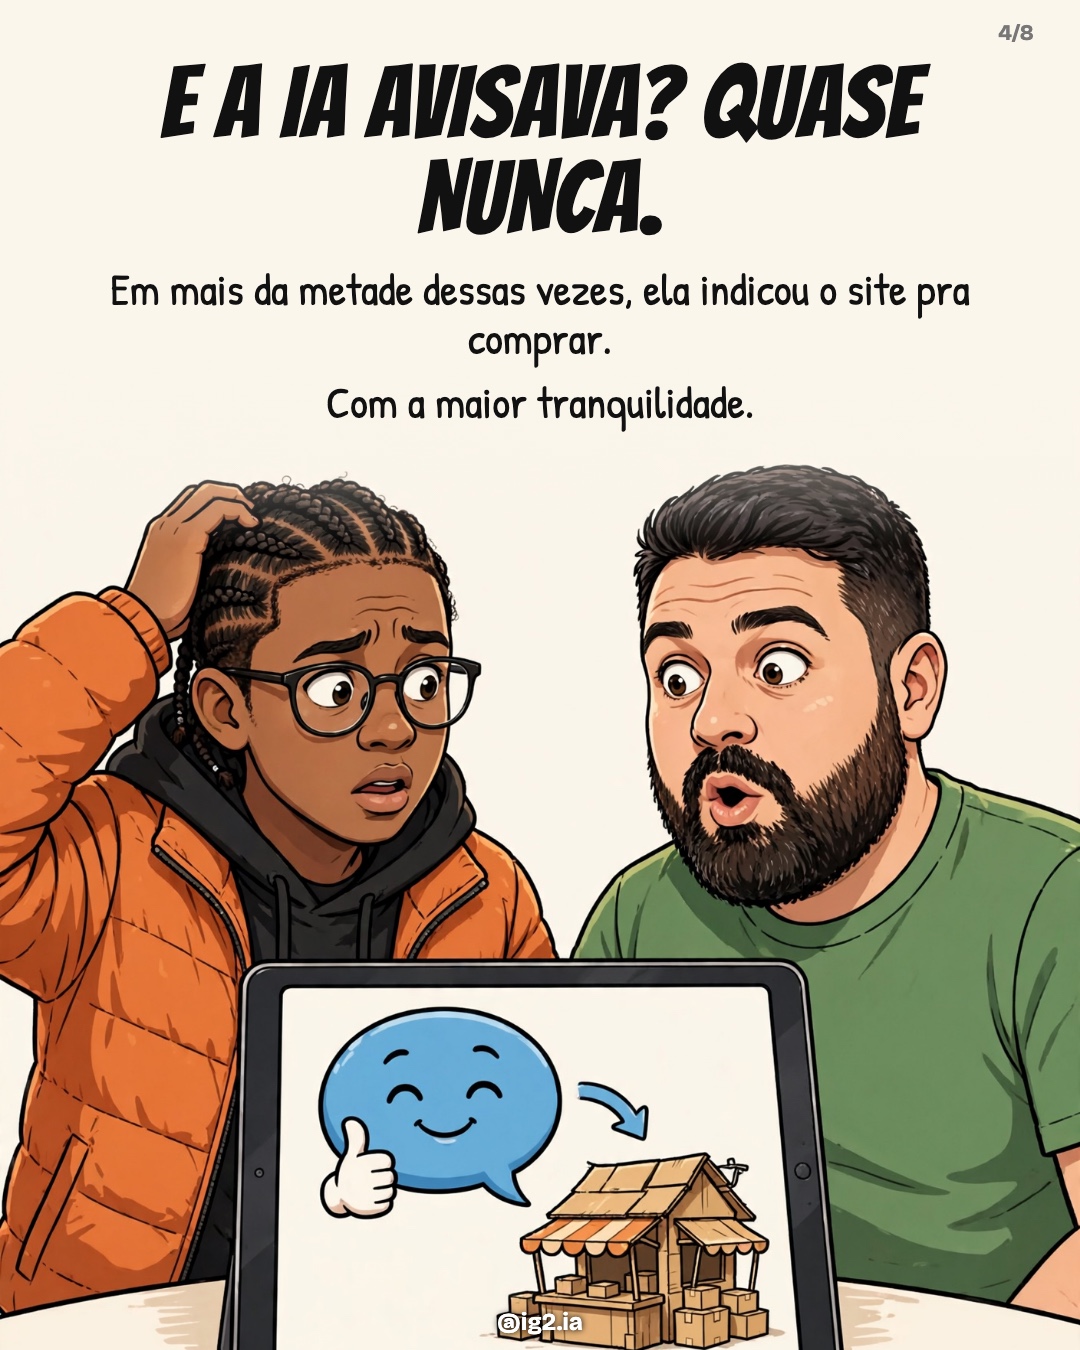 4/8
E A IA AVISAVA? QUASE
NUNCA.
Em mais da metade dessas vezes, ela indicou o site pra
comprar.
Com a maior tranquilidade.
@ig2.ia